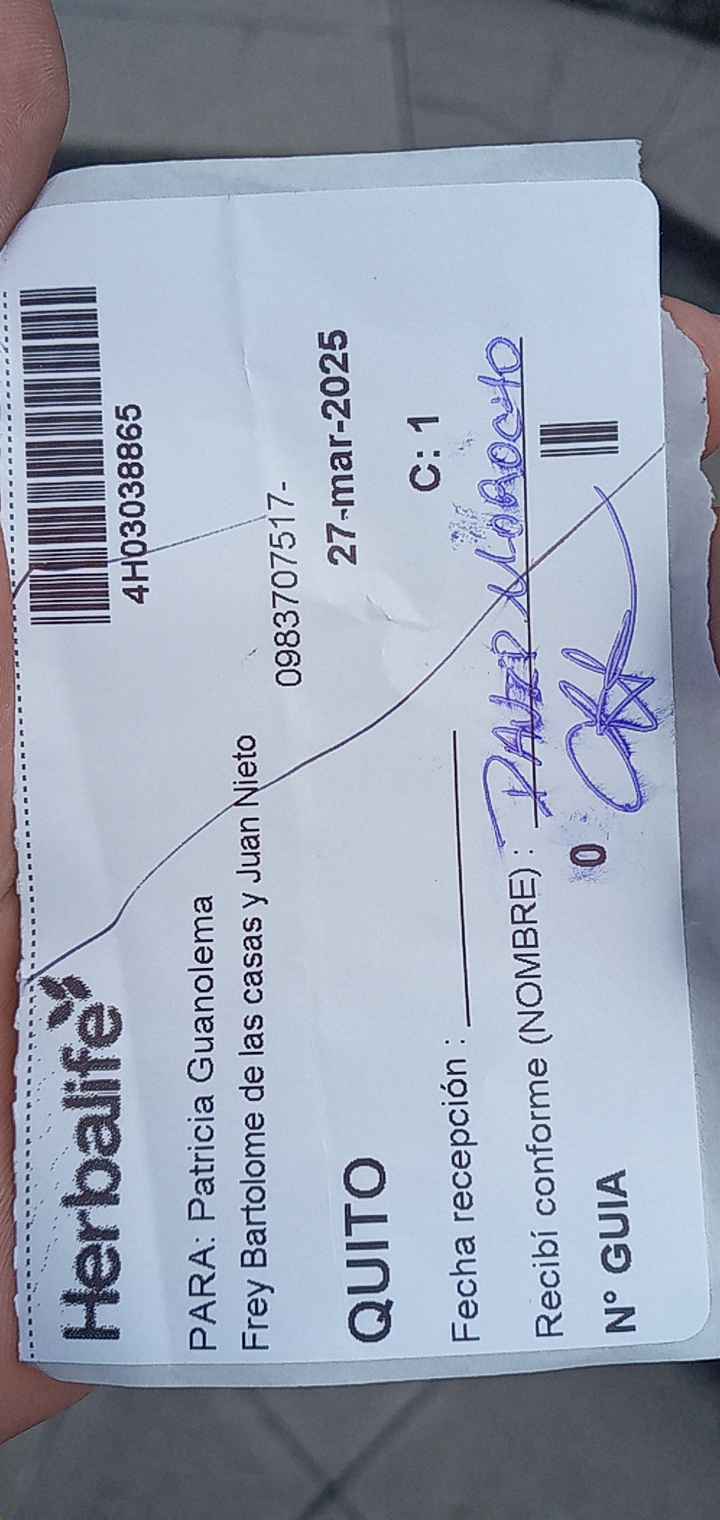 Herbalife
4H03038865
PARA: Patricia Guanolema
Frey Bartolome de las casas y Juan Nieto
0983707517-
QUITO 27-mar-2025
C: 1
Fecha recepción :
Recibí conforme (NOMBRE) : MOROCHO
N° GUIA 0